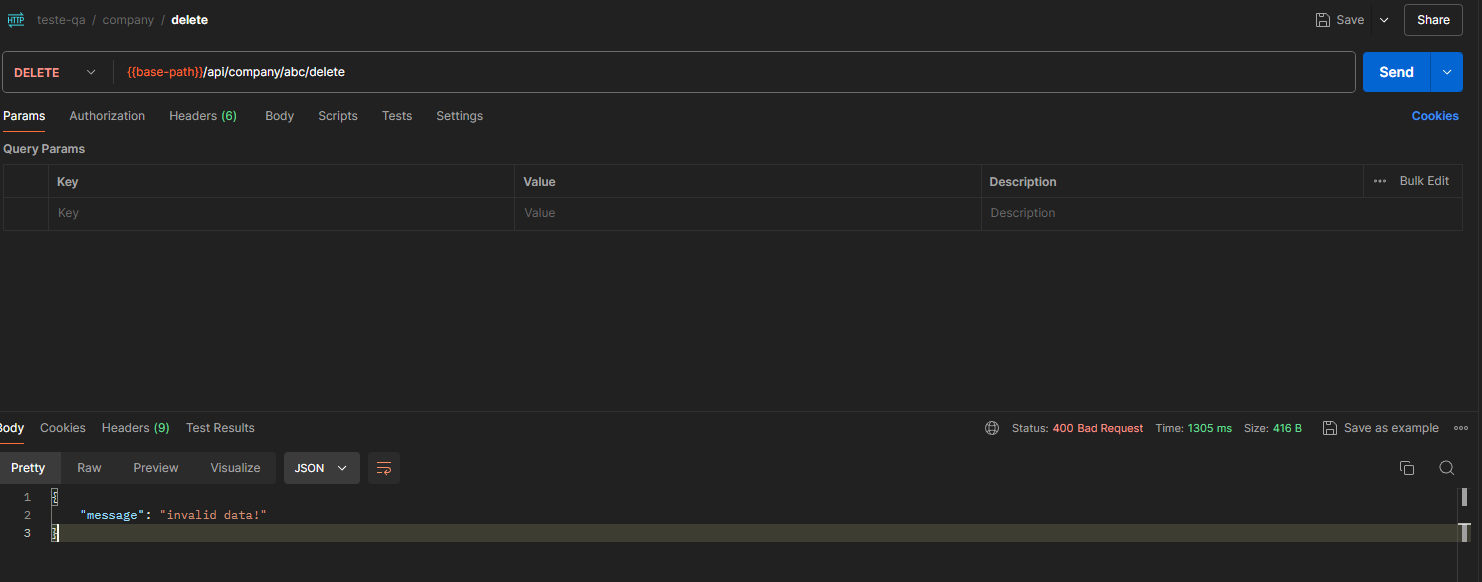 HTTP teste-qa / company / delete Save Share
DELETE {{base-path}}/api/company/abc/delete Send
Params Authorization Headers (6) Body Scripts Tests Settings Cookies
Query Params
Key Value Description ••• Bulk Edit
Key Value Description
Body Cookies Headers (9) Test Results Status: 400 Bad Request Time: 1305 ms Size: 416 B Save as example
Pretty Raw Preview Visualize JSON
1 {
2 "message": "invalid data!"
3 }